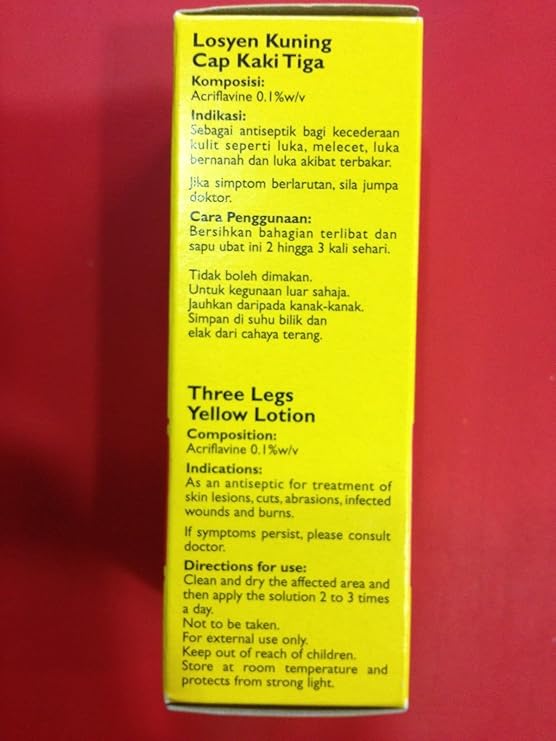 Losyen Kuning
Cap Kaki Tiga
Komposisi:
Acriflavine 0.1%w/v
Indikasi:
Sebagai antiseptik bagi kecederaan
kulit seperti luka, melecet, luka
bernanah dan luka akibat terbakar.
Jika simptom berlarutan, sila jumpa
doktor.
Cara Penggunaan:
Bersihkan bahagian terlibat dan
sapu ubat ini 2 hingga 3 kali sehari.
Tidak boleh dimakan.
Untuk kegunaan luar sahaja.
Jauhkan daripada kanak-kanak.
Simpan di suhu bilik dan
elak dari cahaya terang.
Three Legs
Yellow Lotion
Composition:
Acriflavine 0.1%w/v
Indications:
As an antiseptic for treatment of
skin lesions, cuts, abrasions, infected
wounds and burns.
If symptoms persist, please consult
doctor.
Directions for use:
Clean and dry the affected area and
then apply the solution 2 to 3 times
a day.
Not to be taken.
For external use only.
Keep out of reach of children.
Store at room temperature and
protects from strong light.